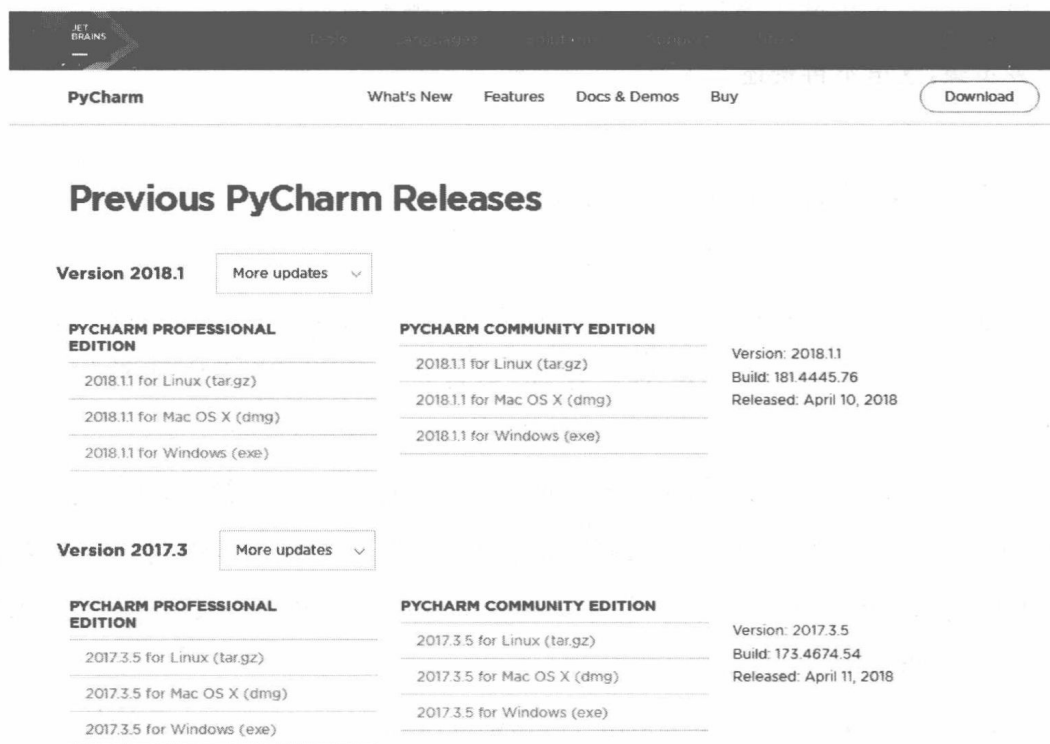 JET
BRAINS
Tools Languages Solutions Support
PyCharm What's New Features Docs & Demos Buy Download
Previous PyCharm Releases
Version 2018.1 More updates
PYCHARM PROFESSIONAL
EDITION
2018.1.1 for Linux (tar.gz)
2018.1.1 for Mac OS X (dmg)
2018.1.1 for Windows (exe)
PYCHARM COMMUNITY EDITION
2018.1.1 for Linux (tar.gz)
2018.1.1 for Mac OS X (dmg)
2018.1.1 for Windows (exe)
Version: 2018.1.1
Build: 181.4445.76
Released: April 10, 2018
Version 2017.3 More updates
PYCHARM PROFESSIONAL
EDITION
2017.3.5 for Linux (tar.gz)
2017.3.5 for Mac OS X (dmg)
2017.3.5 for Windows (exe)
PYCHARM COMMUNITY EDITION
2017.3.5 for Linux (tar.gz)
2017.3.5 for Mac OS X (dmg)
2017.3.5 for Windows (exe)
Version: 2017.3.5
Build: 173.4674.54
Released: April 11, 2018